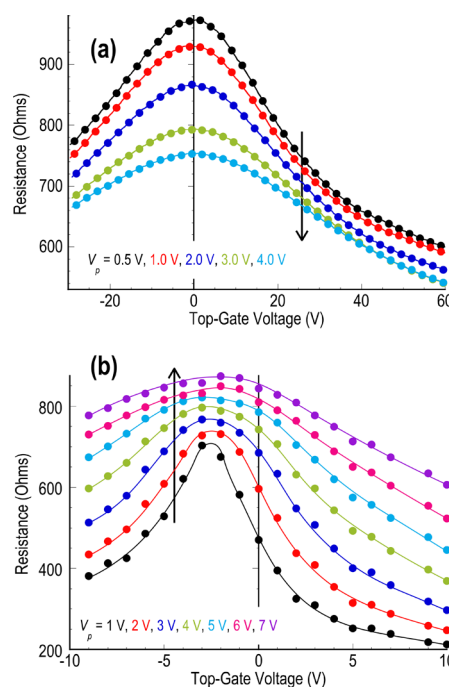 (a)
900
800
700
600
Resistance (Ohms)
Vp = 0.5 V, 1.0 V, 2.0 V, 3.0 V, 4.0 V
-20 0 20 40 60
Top-Gate Voltage (V)
(b)
800
600
400
200
Resistance (Ohms)
Vp = 1 V, 2 V, 3 V, 4 V, 5 V, 6 V, 7 V
-10 -5 0 5 10
Top-Gate Voltage (V)